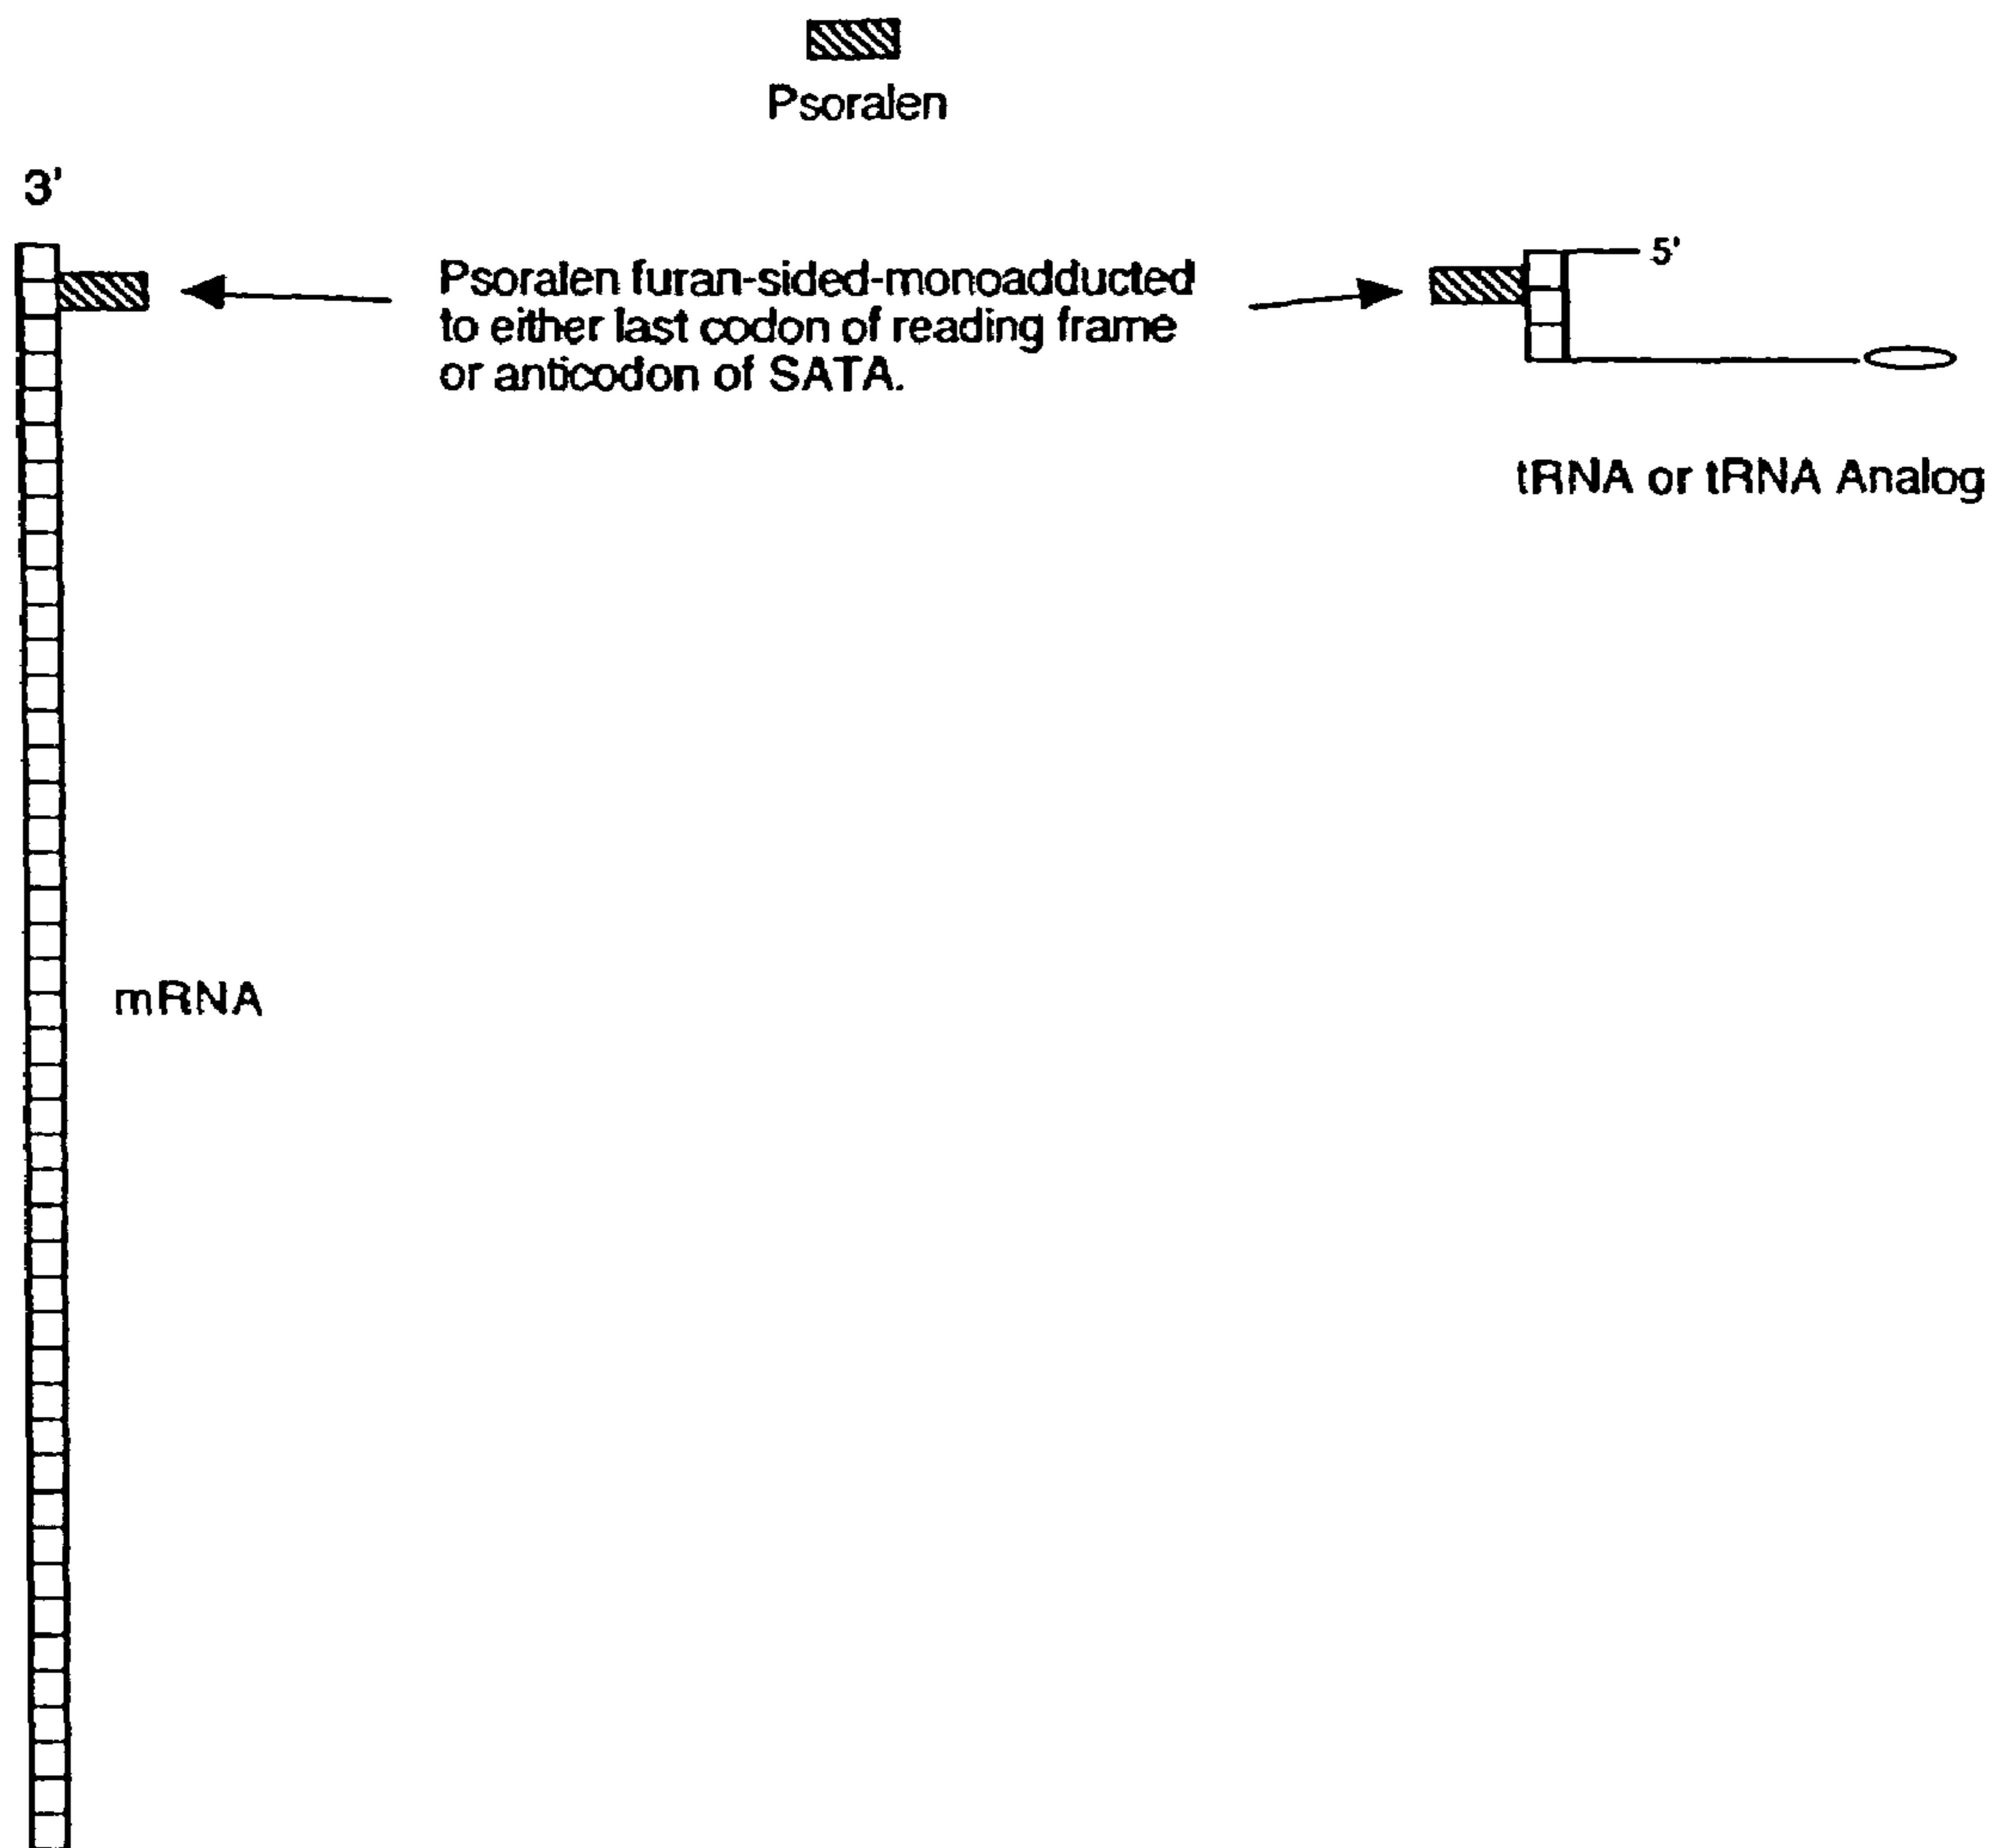 Psoralen
3'
Psoralen furan-sided-monoadducted
to either last codon of reading frame
or anticodon of SATA.
5'
tRNA or tRNA Analog
mRNA